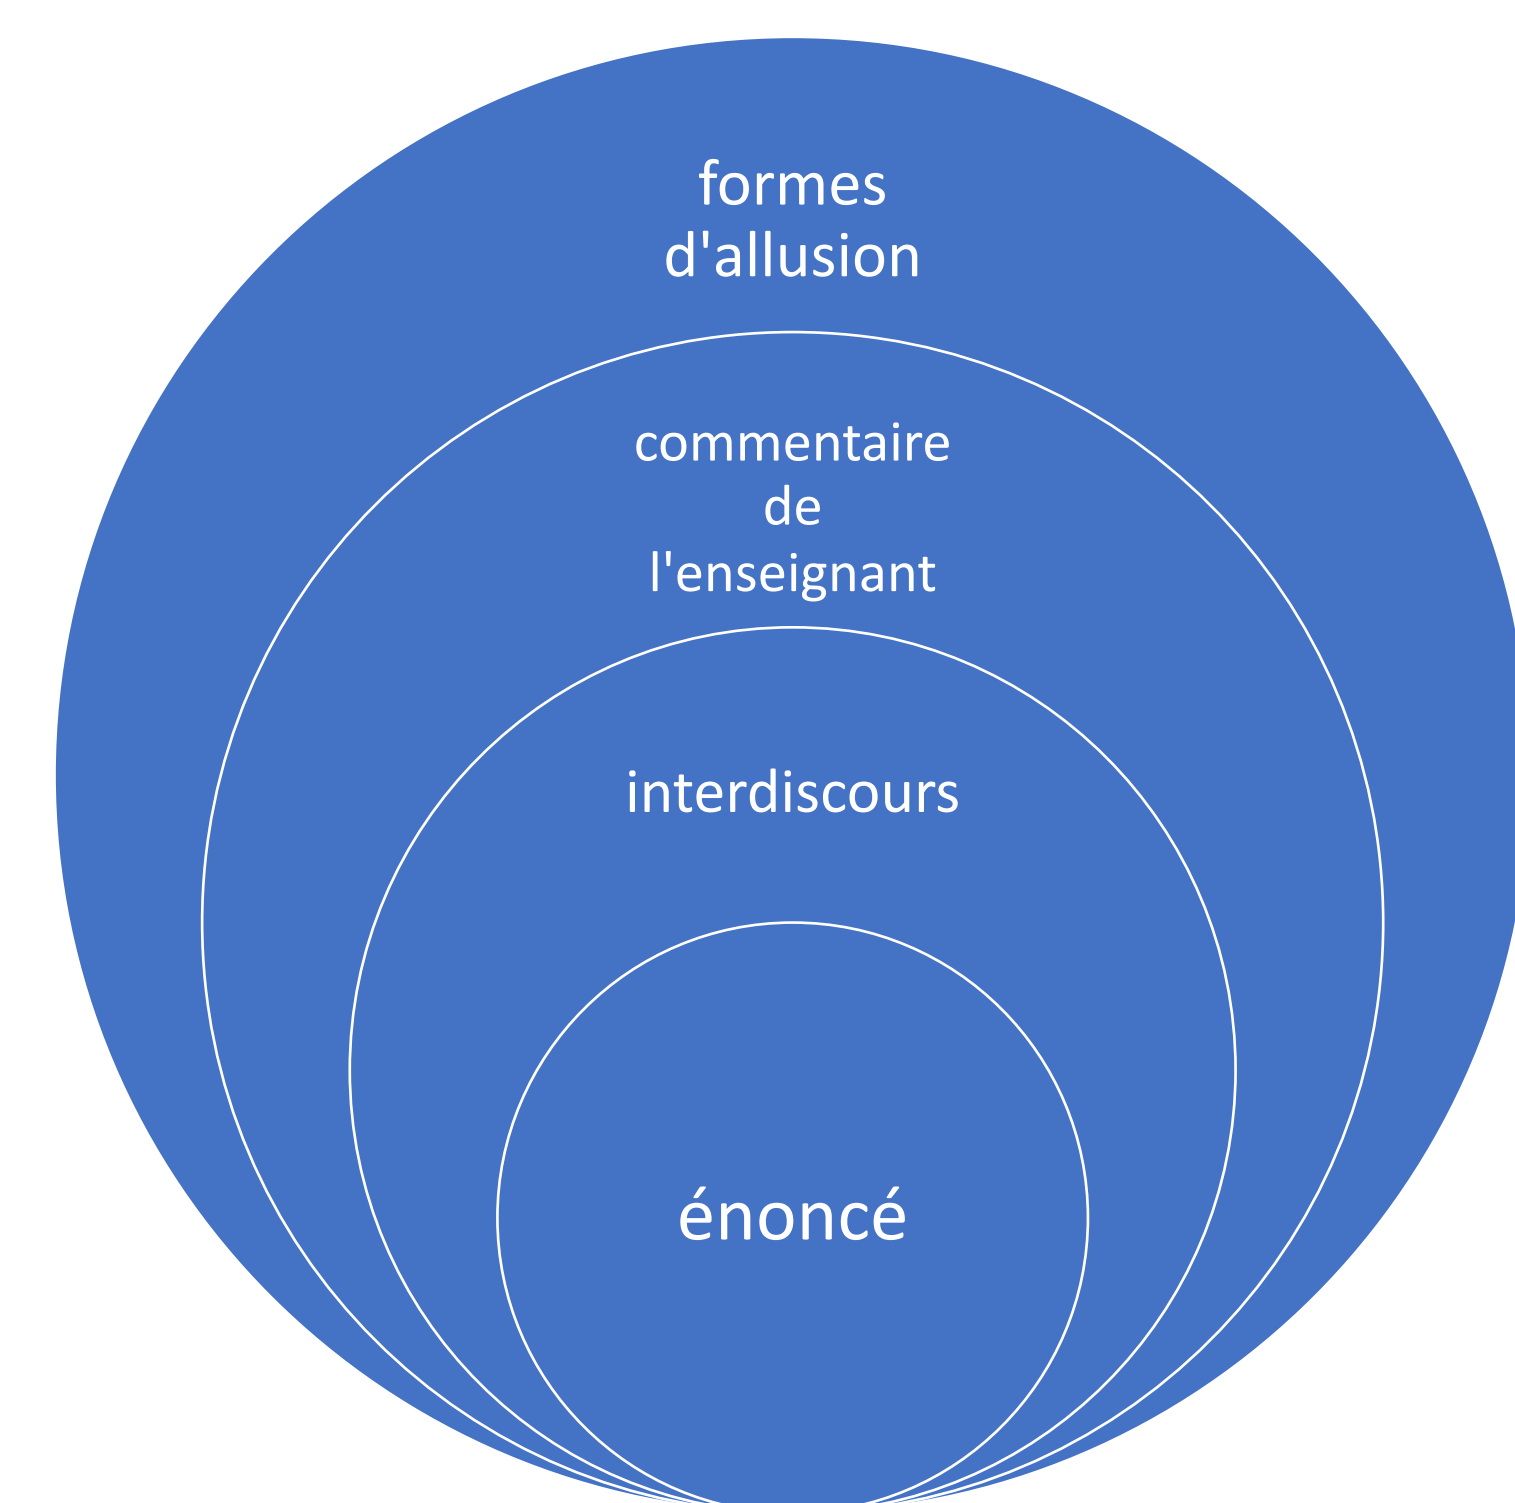 formes
d'allusion
commentaire
de
l'enseignant
interdiscours
énoncé